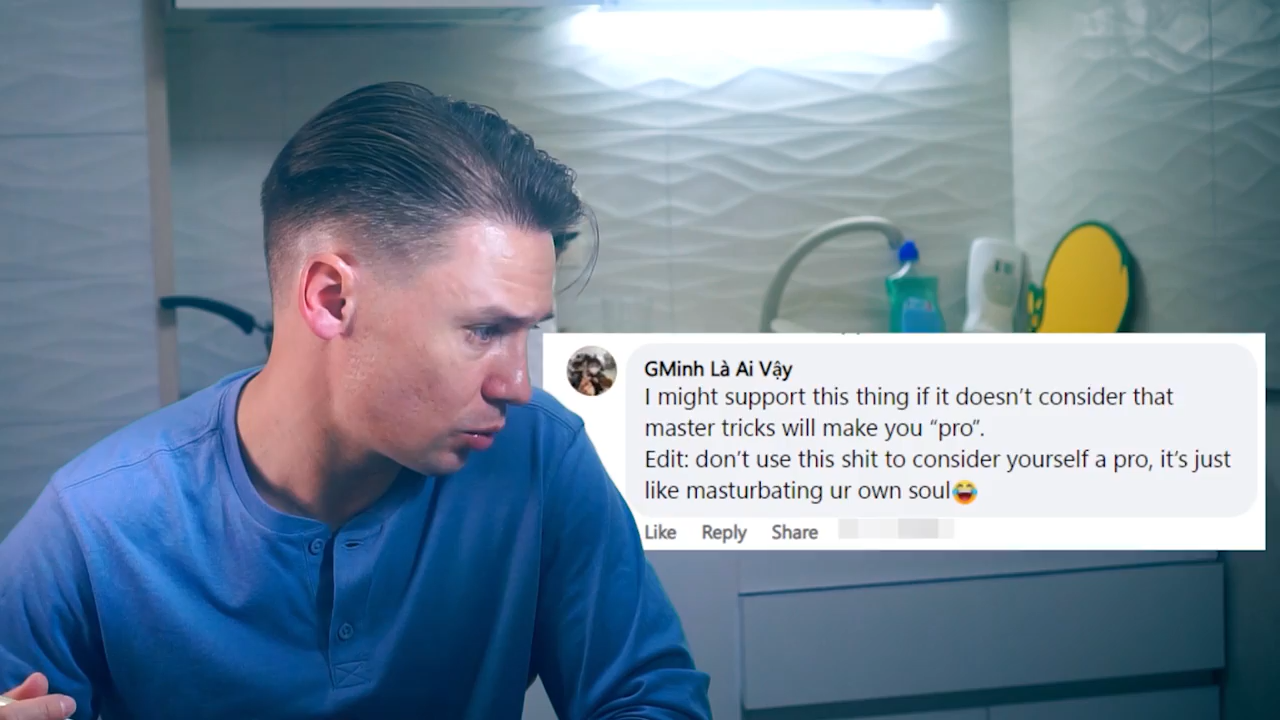 GMinh Là Ai Vậy
I might support this thing if it doesn’t consider that
master tricks will make you “pro”.
Edit: don’t use this shit to consider yourself a pro, it’s just
like masturbating ur own soul😂
Like Reply Share